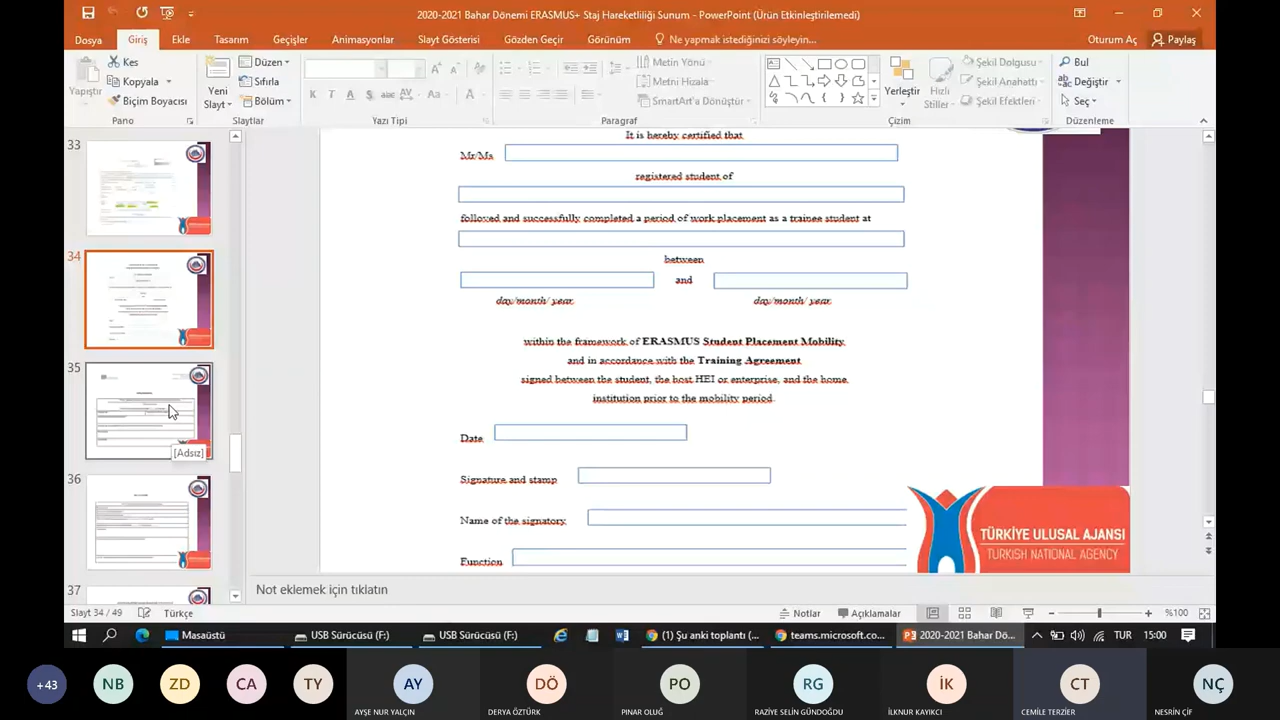 2020-2021 Bahar Dönemi ERASMUS+ Staj Hareketliliği Sunum - PowerPoint (Ürün Etkinleştirilemedi)
Dosya Giriş Ekle Tasarım Geçişler Animasyonlar Slayt Gösterisi Gözden Geçir Görünüm Ne yapmak istediğinizi söyleyin... Oturum Aç Paylaş
Yapıştır
Kes
Kopyala
Biçim Boyacısı
Pano
Yeni
Slayt
Düzen
Sıfırla
Bölüm
Slaytlar
K T A S abc AV Aa A
Yazı Tipi
Metin Yönü
Metin Hizala
SmartArt'a Dönüştür
Paragraf
Yerleştir
Hızlı
Stiller
Şekil Dolgusu
Şekil Anahattı
Şekil Efektleri
Çizim
Bul
Değiştir
Seç
Düzenleme
33
34
35
[Adsız]
36
37
It is hereby certified that
Mr/Ms
registered student of
followed and successfully completed a period of work placement as a trainee student at
between
and
day/month/ year
day/month/ year
within the framework of ERASMUS Student Placement Mobility
and in accordance with the Training Agreement
signed between the student, the host HEI or enterprise, and the home
institution prior to the mobility period
Date
Signature and stamp
Name of the signatory
Function
TÜRKİYE ULUSAL AJANSI
TURKISH NATIONAL AGENCY
Not eklemek için tıklatın
Slayt 34 / 49 Türkçe Notlar Açıklamalar %100
Masaüstü USB Sürücüsü (F:) USB Sürücüsü (F:) (1) Şu anki toplantı (... teams.microsoft.co... 2020-2021 Bahar Dö... TUR 15:00
+43 NB ZD CA TY AY DÖ PO RG İK CT NÇ
AYŞE NUR YALÇIN DERYA ÖZTÜRK PINAR OLUĞ RAZİYE SELİN GÜNDOĞDU İLKNUR KAYIKCI CEMİLE TERZİER NESRİN ÇİF